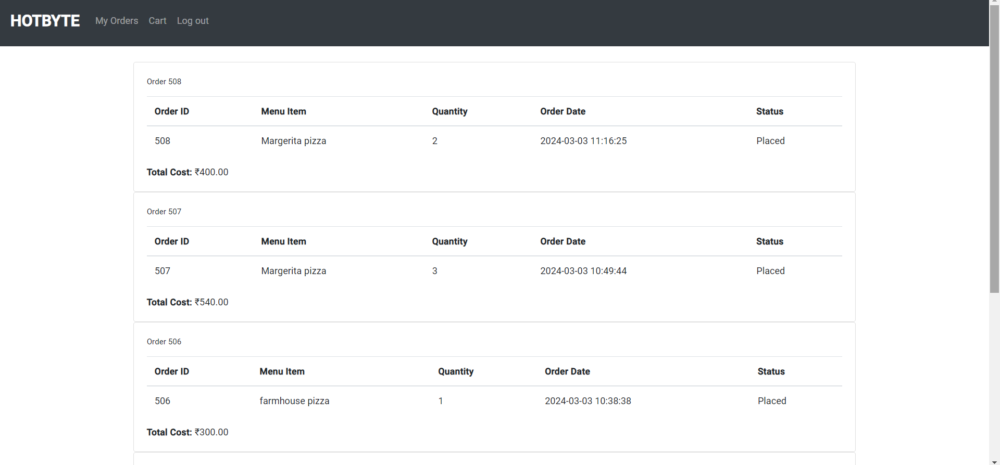 HOTBYTE My Orders Cart Log out
Order 508
Order ID Menu Item Quantity Order Date Status
508 Margerita pizza 2 2024-03-03 11:16:25 Placed
Total Cost: ₹400.00
Order 507
Order ID Menu Item Quantity Order Date Status
507 Margerita pizza 3 2024-03-03 10:49:44 Placed
Total Cost: ₹540.00
Order 506
Order ID Menu Item Quantity Order Date Status
506 farmhouse pizza 1 2024-03-03 10:38:38 Placed
Total Cost: ₹300.00